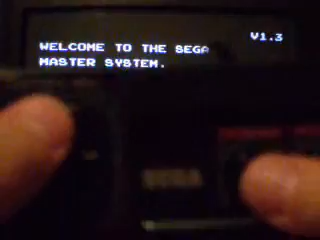 V1.3
WELCOME TO THE SEGA
MASTER SYSTEM.
SEGA